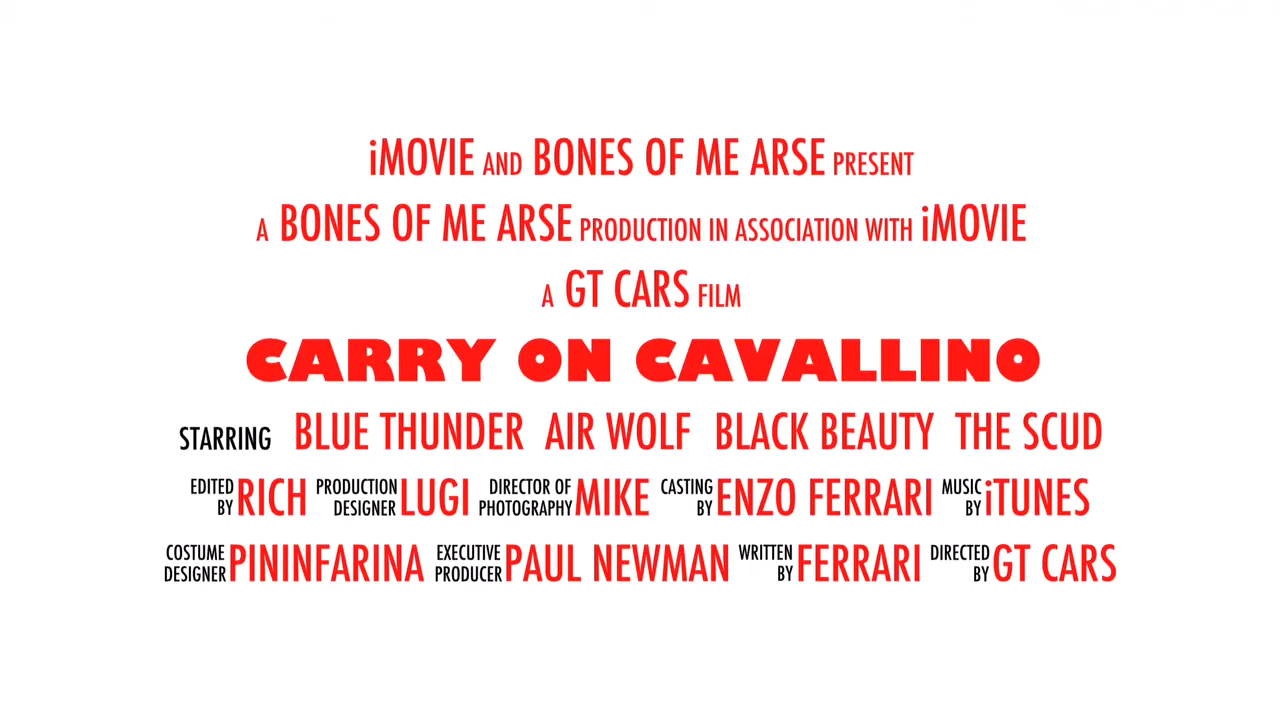 iMOVIE AND BONES OF ME ARSE PRESENT
A BONES OF ME ARSE PRODUCTION IN ASSOCIATION WITH iMOVIE
A GT CARS FILM
CARRY ON CAVALLINO
STARRING BLUE THUNDER AIR WOLF BLACK BEAUTY THE SCUD
EDITED BY RICH PRODUCTION DESIGNER LUGI DIRECTOR OF PHOTOGRAPHY MIKE CASTING BY ENZO FERRARI MUSIC BY iTUNES
COSTUME DESIGNER PININFARINA EXECUTIVE PRODUCER PAUL NEWMAN WRITTEN BY FERRARI DIRECTED BY GT CARS